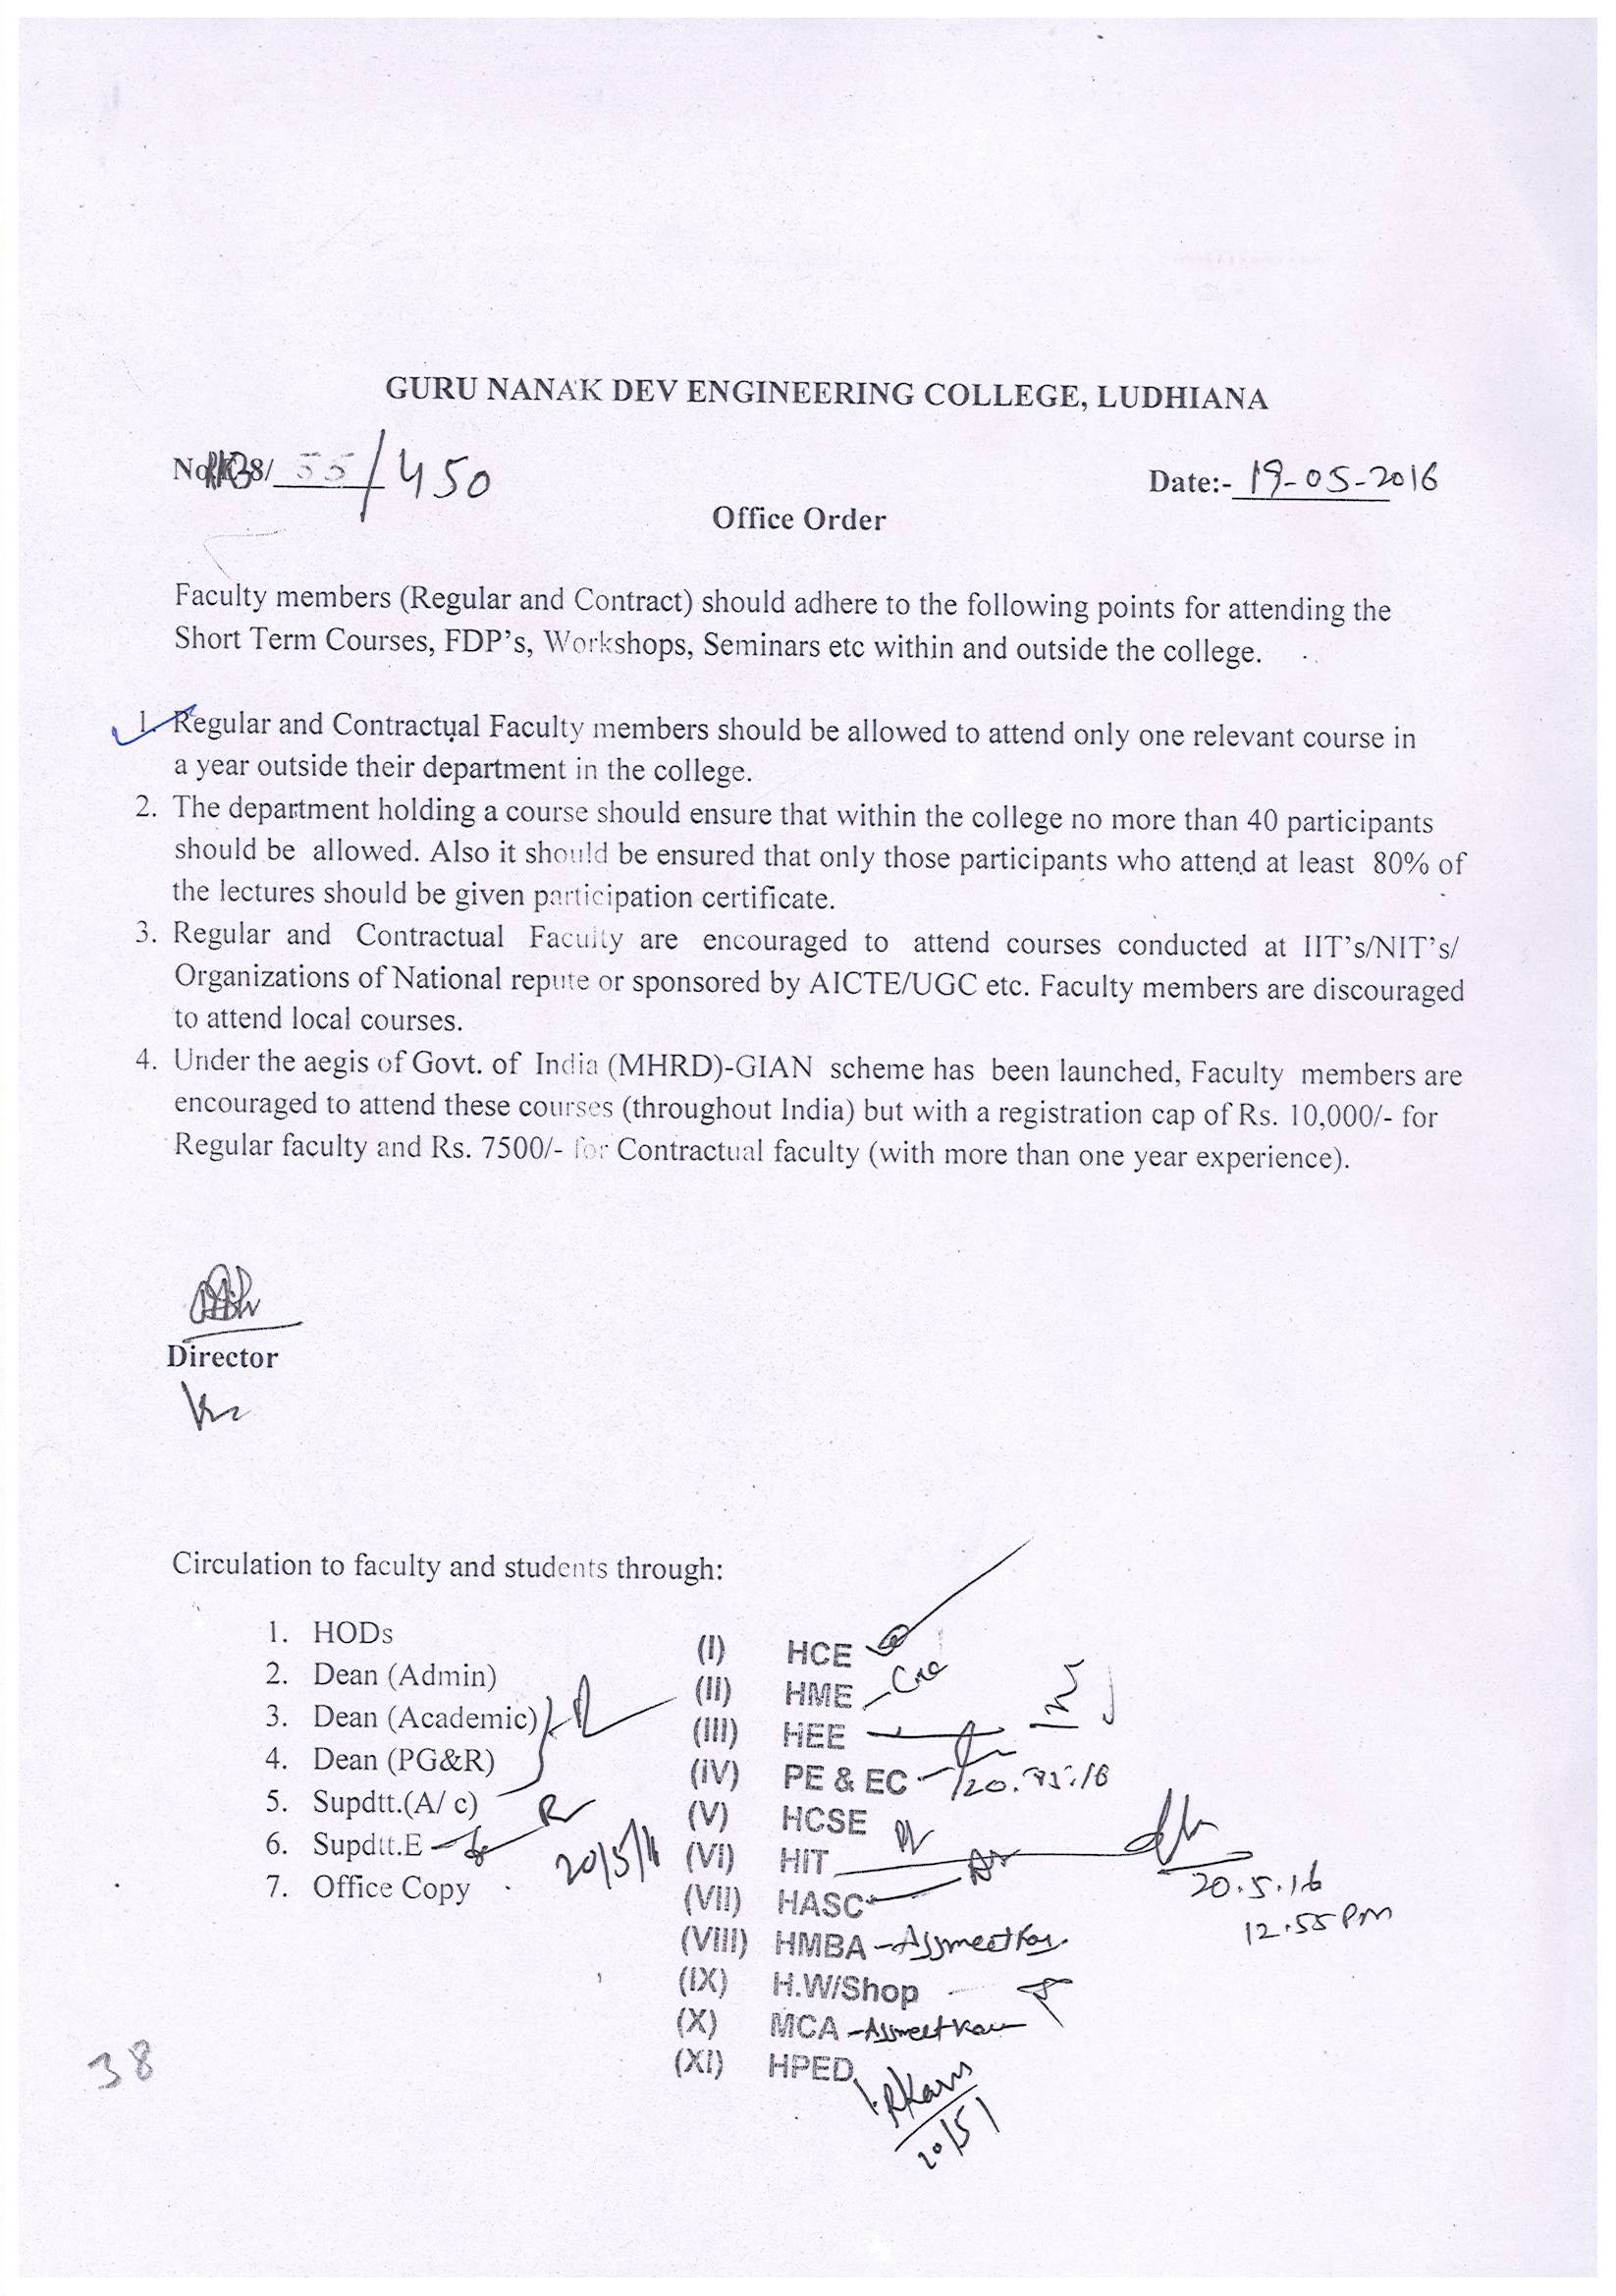 GURU NANAK DEV ENGINEERING COLLEGE, LUDHIANA
55/450
Date:- 19-05-2016
Office Order
Faculty members (Regular and Contract) should adhere to the following points for attending the
Short Term Courses, FDP's, Workshops, Seminars etc within and outside the college.
1. Regular and Contractual Faculty members should be allowed to attend only one relevant course in
a year outside their department in the college.
2. The department holding a course should ensure that within the college no more than 40 participants
should be allowed. Also it should be ensured that only those participants who attend at least 80% of
the lectures should be given participation certificate.
3. Regular and Contractual Faculty are encouraged to attend courses conducted at IIT's/NIT's/
Organizations of National repute or sponsored by AICTE/UGC etc. Faculty members are discouraged
to attend local courses.
4. Under the aegis of Govt. of India (MHRD)-GIAN scheme has been launched, Faculty members are
encouraged to attend these courses (throughout India) but with a registration cap of Rs. 10,000/- for
Regular faculty and Rs. 7500/- for Contractual faculty (with more than one year experience).
Director
Circulation to faculty and students through:
1. HODs
2. Dean (Admin)
3. Dean (Academic)
4. Dean (PG&R)
5. Supdtt.(A/ c)
6. Supdtt.E
7. Office Copy
20/5/
(I) HCE
(II) HME
(III) HEE
(IV) PE & EC
(V) HCSE
(VI) HIT
20.5.16
12.55 PM
(VII) HASC
(VIII) HMBA
(IX) H.W/Shop
(X) MCA
(XI) HPED
20/5/
38